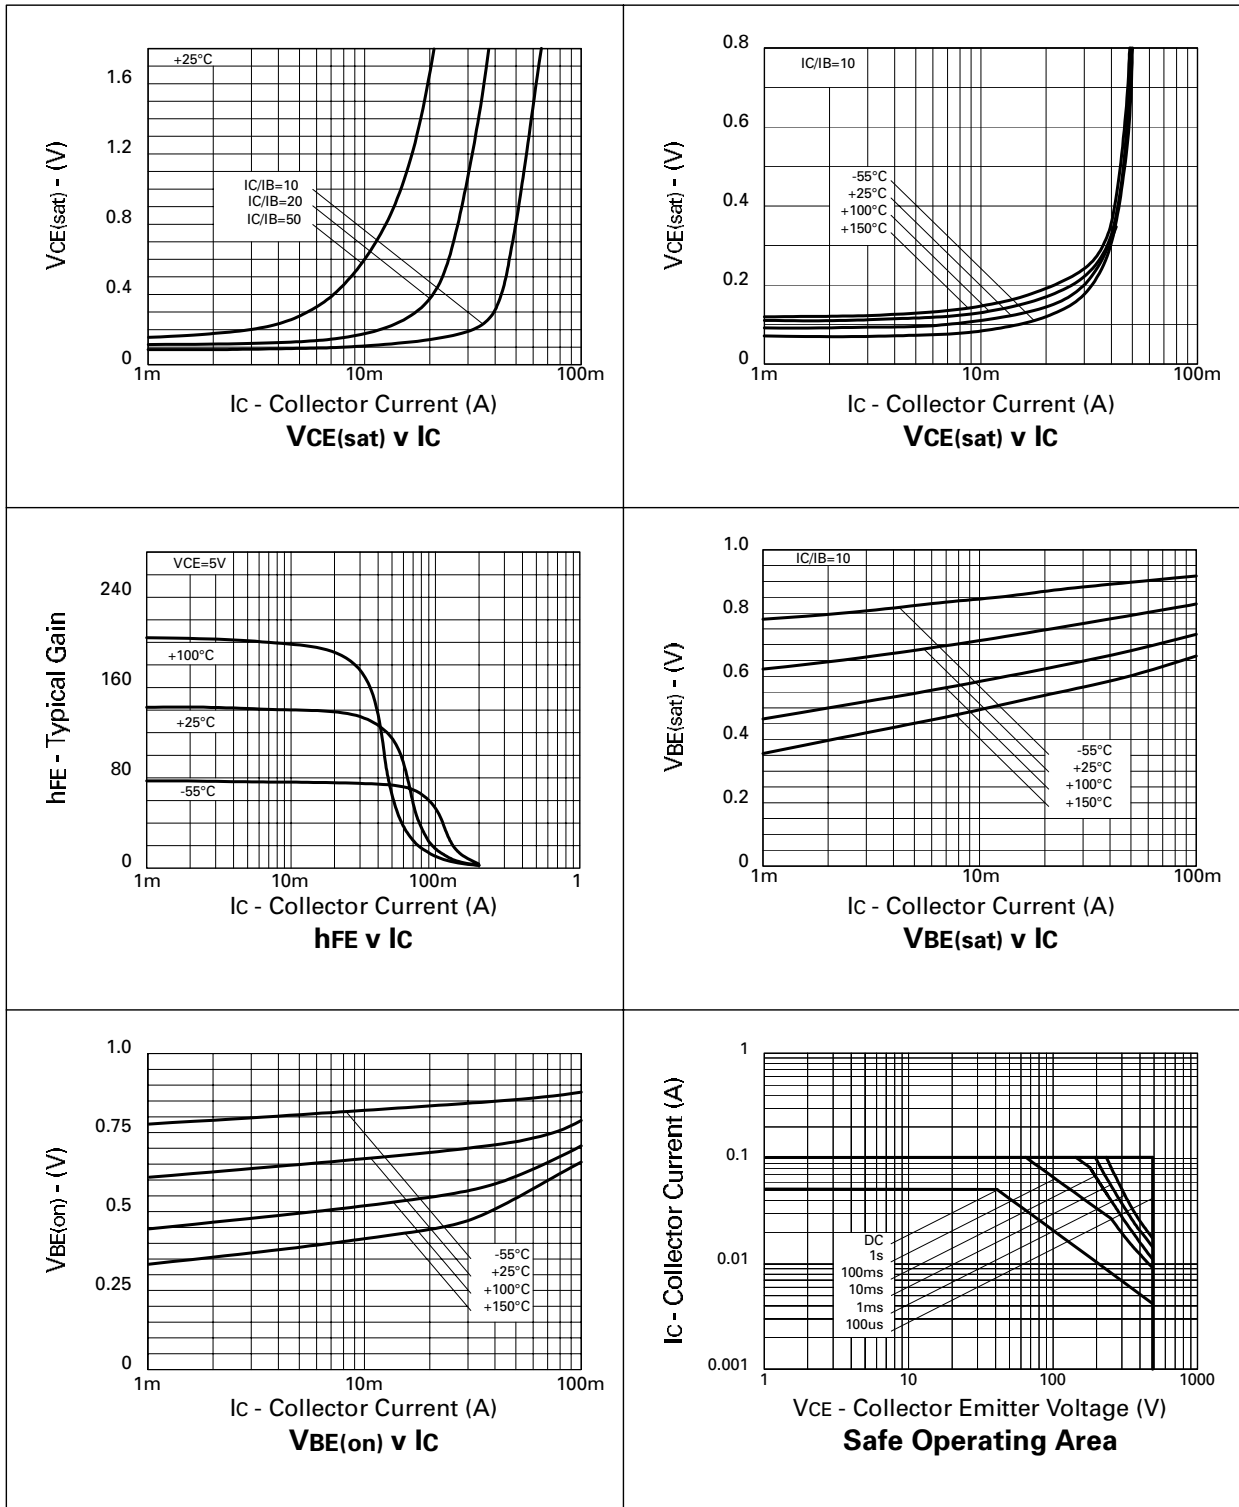 +25°C
1.6
1.2
0.8
0.4
0
VCE(sat) - (V)
IC/IB=10
IC/IB=20
IC/IB=50
1m 10m 100m
IC - Collector Current (A)
VCE(sat) v IC
0.8
0.6
0.4
0.2
0
VCE(sat) - (V)
IC/IB=10
-55°C
+25°C
+100°C
+150°C
1m 10m 100m
IC - Collector Current (A)
VCE(sat) v IC
VCE=5V
240
160
80
0
hFE - Typical Gain
+100°C
+25°C
-55°C
1m 10m 100m 1
IC - Collector Current (A)
hFE v IC
1.0
0.8
0.6
0.4
0.2
0
VBE(sat) - (V)
IC/IB=10
-55°C
+25°C
+100°C
+150°C
1m 10m 100m
IC - Collector Current (A)
VBE(sat) v IC
1.0
0.75
0.5
0.25
0
VBE(on) - (V)
-55°C
+25°C
+100°C
+150°C
1m 10m 100m
IC - Collector Current (A)
VBE(on) v IC
1
0.1
0.01
0.001
IC - Collector Current (A)
DC
1s
100ms
10ms
1ms
100us
1 10 100 1000
VCE - Collector Emitter Voltage (V)
Safe Operating Area